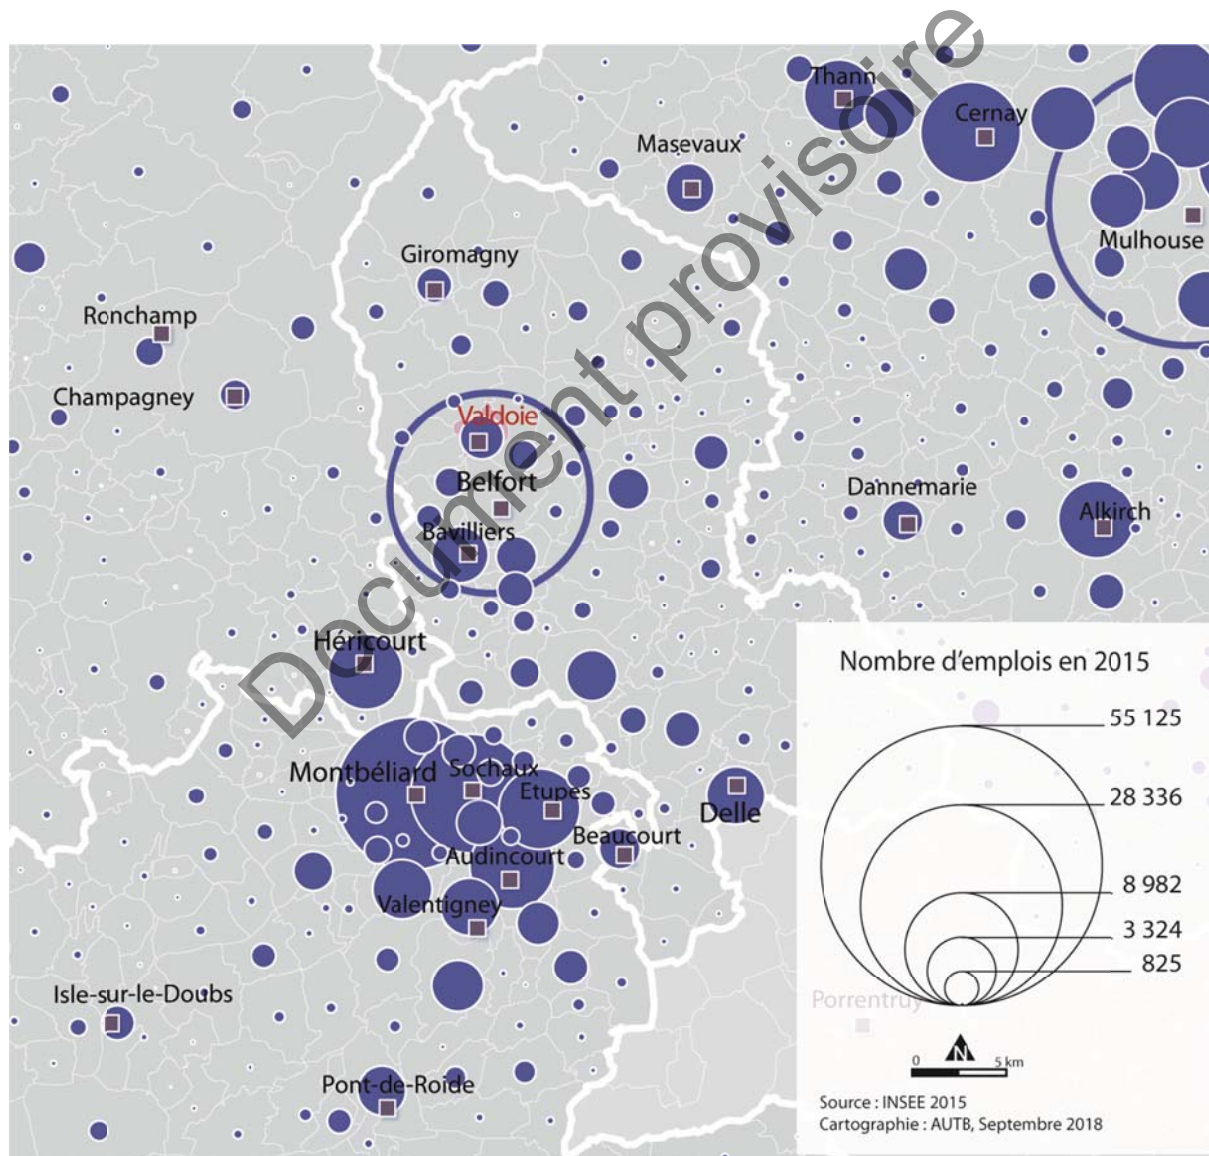 Thann
Cernay
Masevaux
Mulhouse
Giromagny
Ronchamp
Champagney
Valdoie
Belfort
Bavilliers
Dannemarie
Alkirch
Héricourt
Montbéliard
Sochaux
Etupes
Delle
Beaucourt
Audincourt
Valentigney
Isle-sur-le-Doubs
Pont-de-Roide
Document provisoire
Nombre d'emplois en 2015
55 125
28 336
8 982
3 324
825
Porrentruy
N
0 5 km
Source : INSEE 2015
Cartographie : AUTB, Septembre 2018